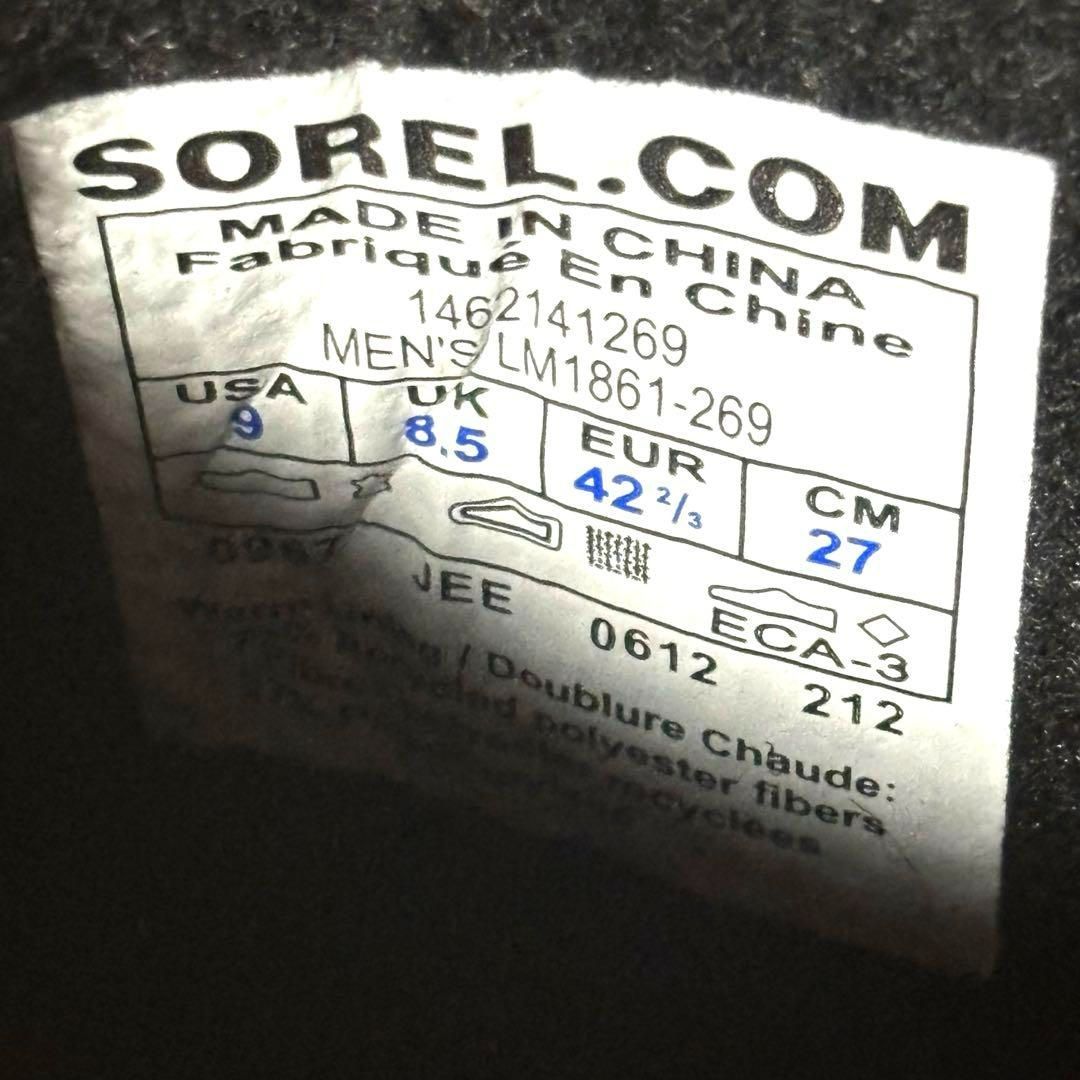 SOREL.COM
MADE IN CHINA
Fabriqué En Chine
1462141269
MEN'S LM1861-269
USA UK EUR CM
9 8.5 42 2/3 27
ECA-3
JEE 0612 212
/ Doublure Chaude:
polyester fibers
recyclées